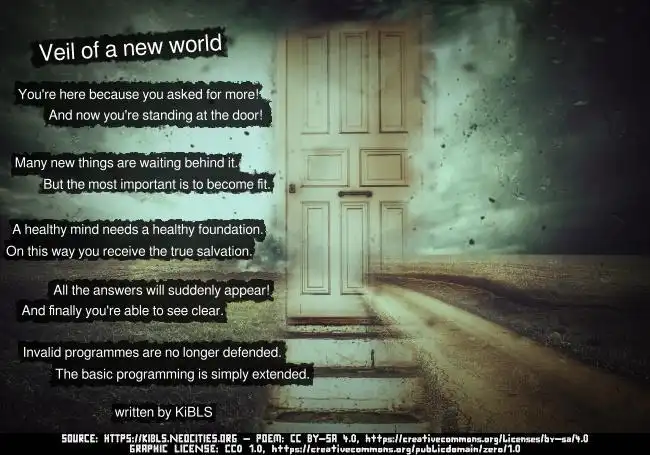 Veil of a new world
You're here because you asked for more!
And now you're standing at the door!
Many new things are waiting behind it.
But the most important is to become fit.
A healthy mind needs a healthy foundation.
On this way you receive the true salvation.
All the answers will suddenly appear!
And finally you're able to see clear.
Invalid programmes are no longer defended.
The basic programming is simply extended.
written by KiBLS
SOURCE: HTTPS://KIBLS.NEOCITIES.ORG - POEM: CC BY-SA 4.0, https://creativecommons.org/licenses/by-sa/4.0
GRAPHIC LICENSE: CC0 1.0, https://creativecommons.org/publicdomain/zero/1.0